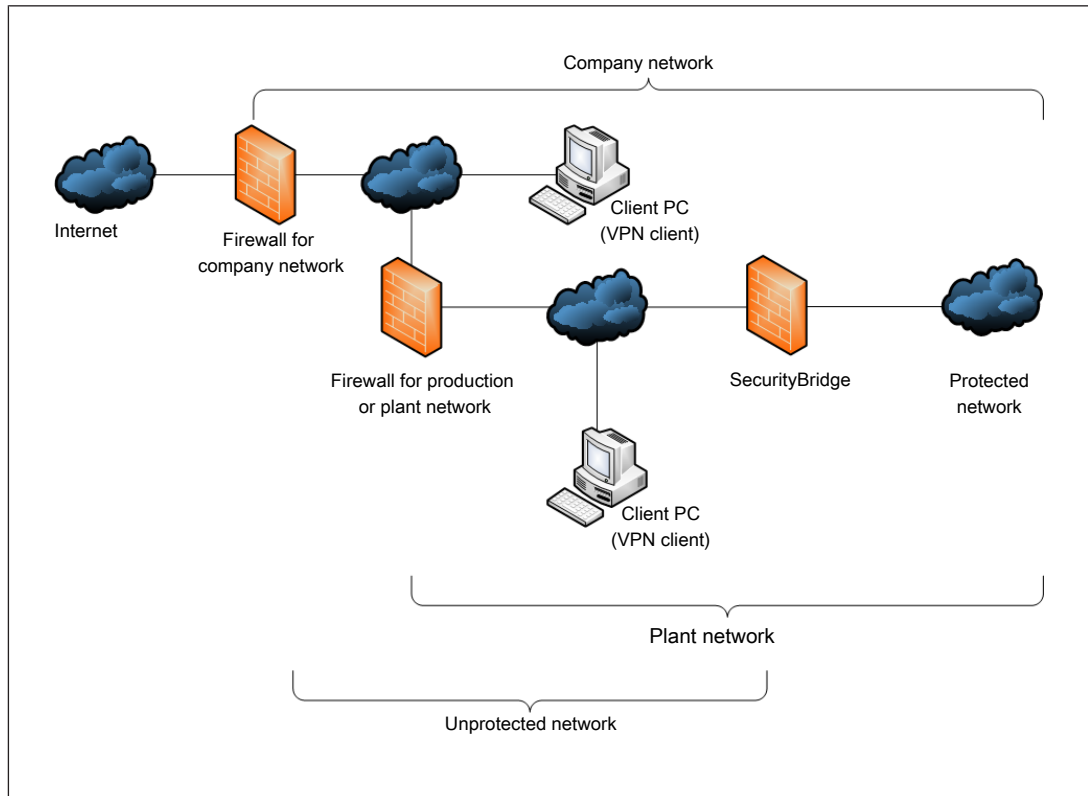 Company network
Internet
Firewall for
company network
Client PC
(VPN client)
Firewall for production
or plant network
SecurityBridge
Protected
network
Client PC
(VPN client)
Plant network
Unprotected network